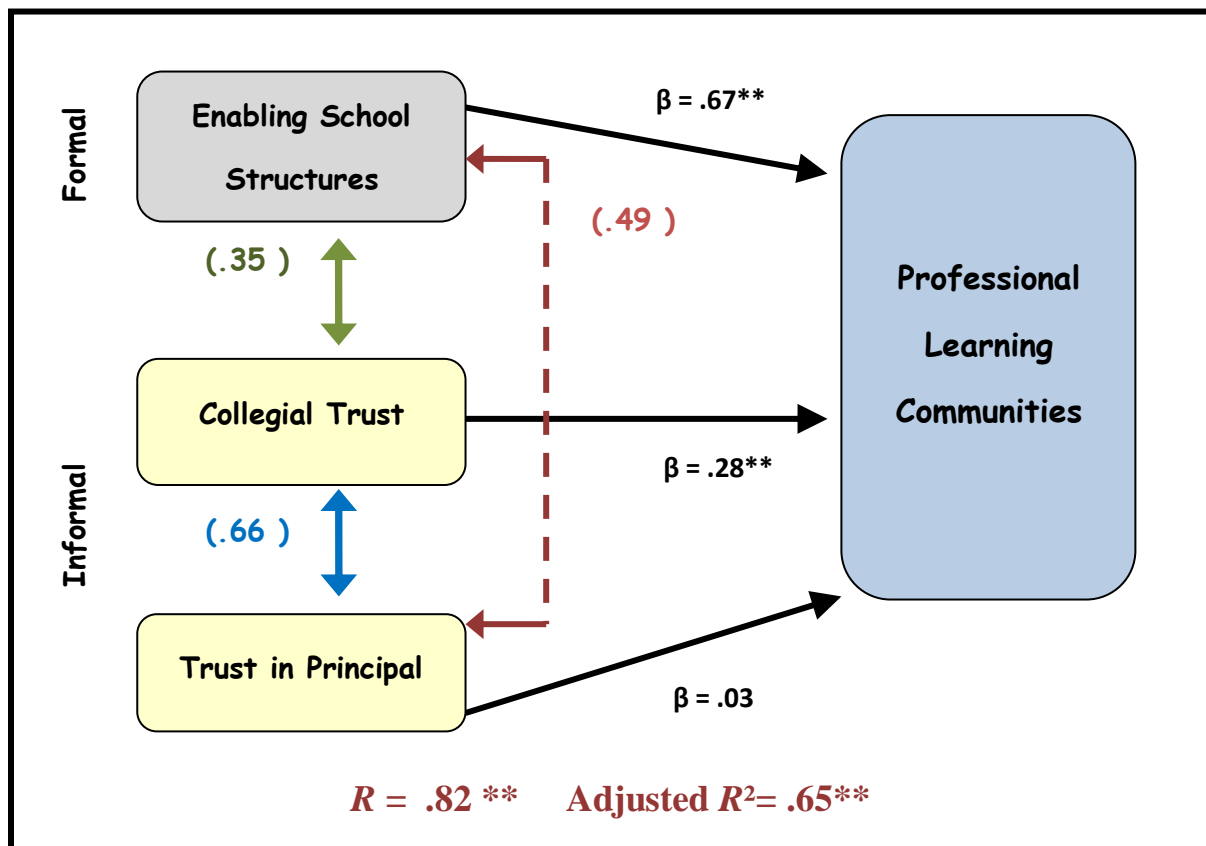 Formal
Enabling School
Structures
β = .67**
(.35 )
(.49 )
Professional
Learning
Communities
Informal
Collegial Trust
β = .28**
(.66 )
Trust in Principal
β = .03
R = .82 ** Adjusted R²= .65**